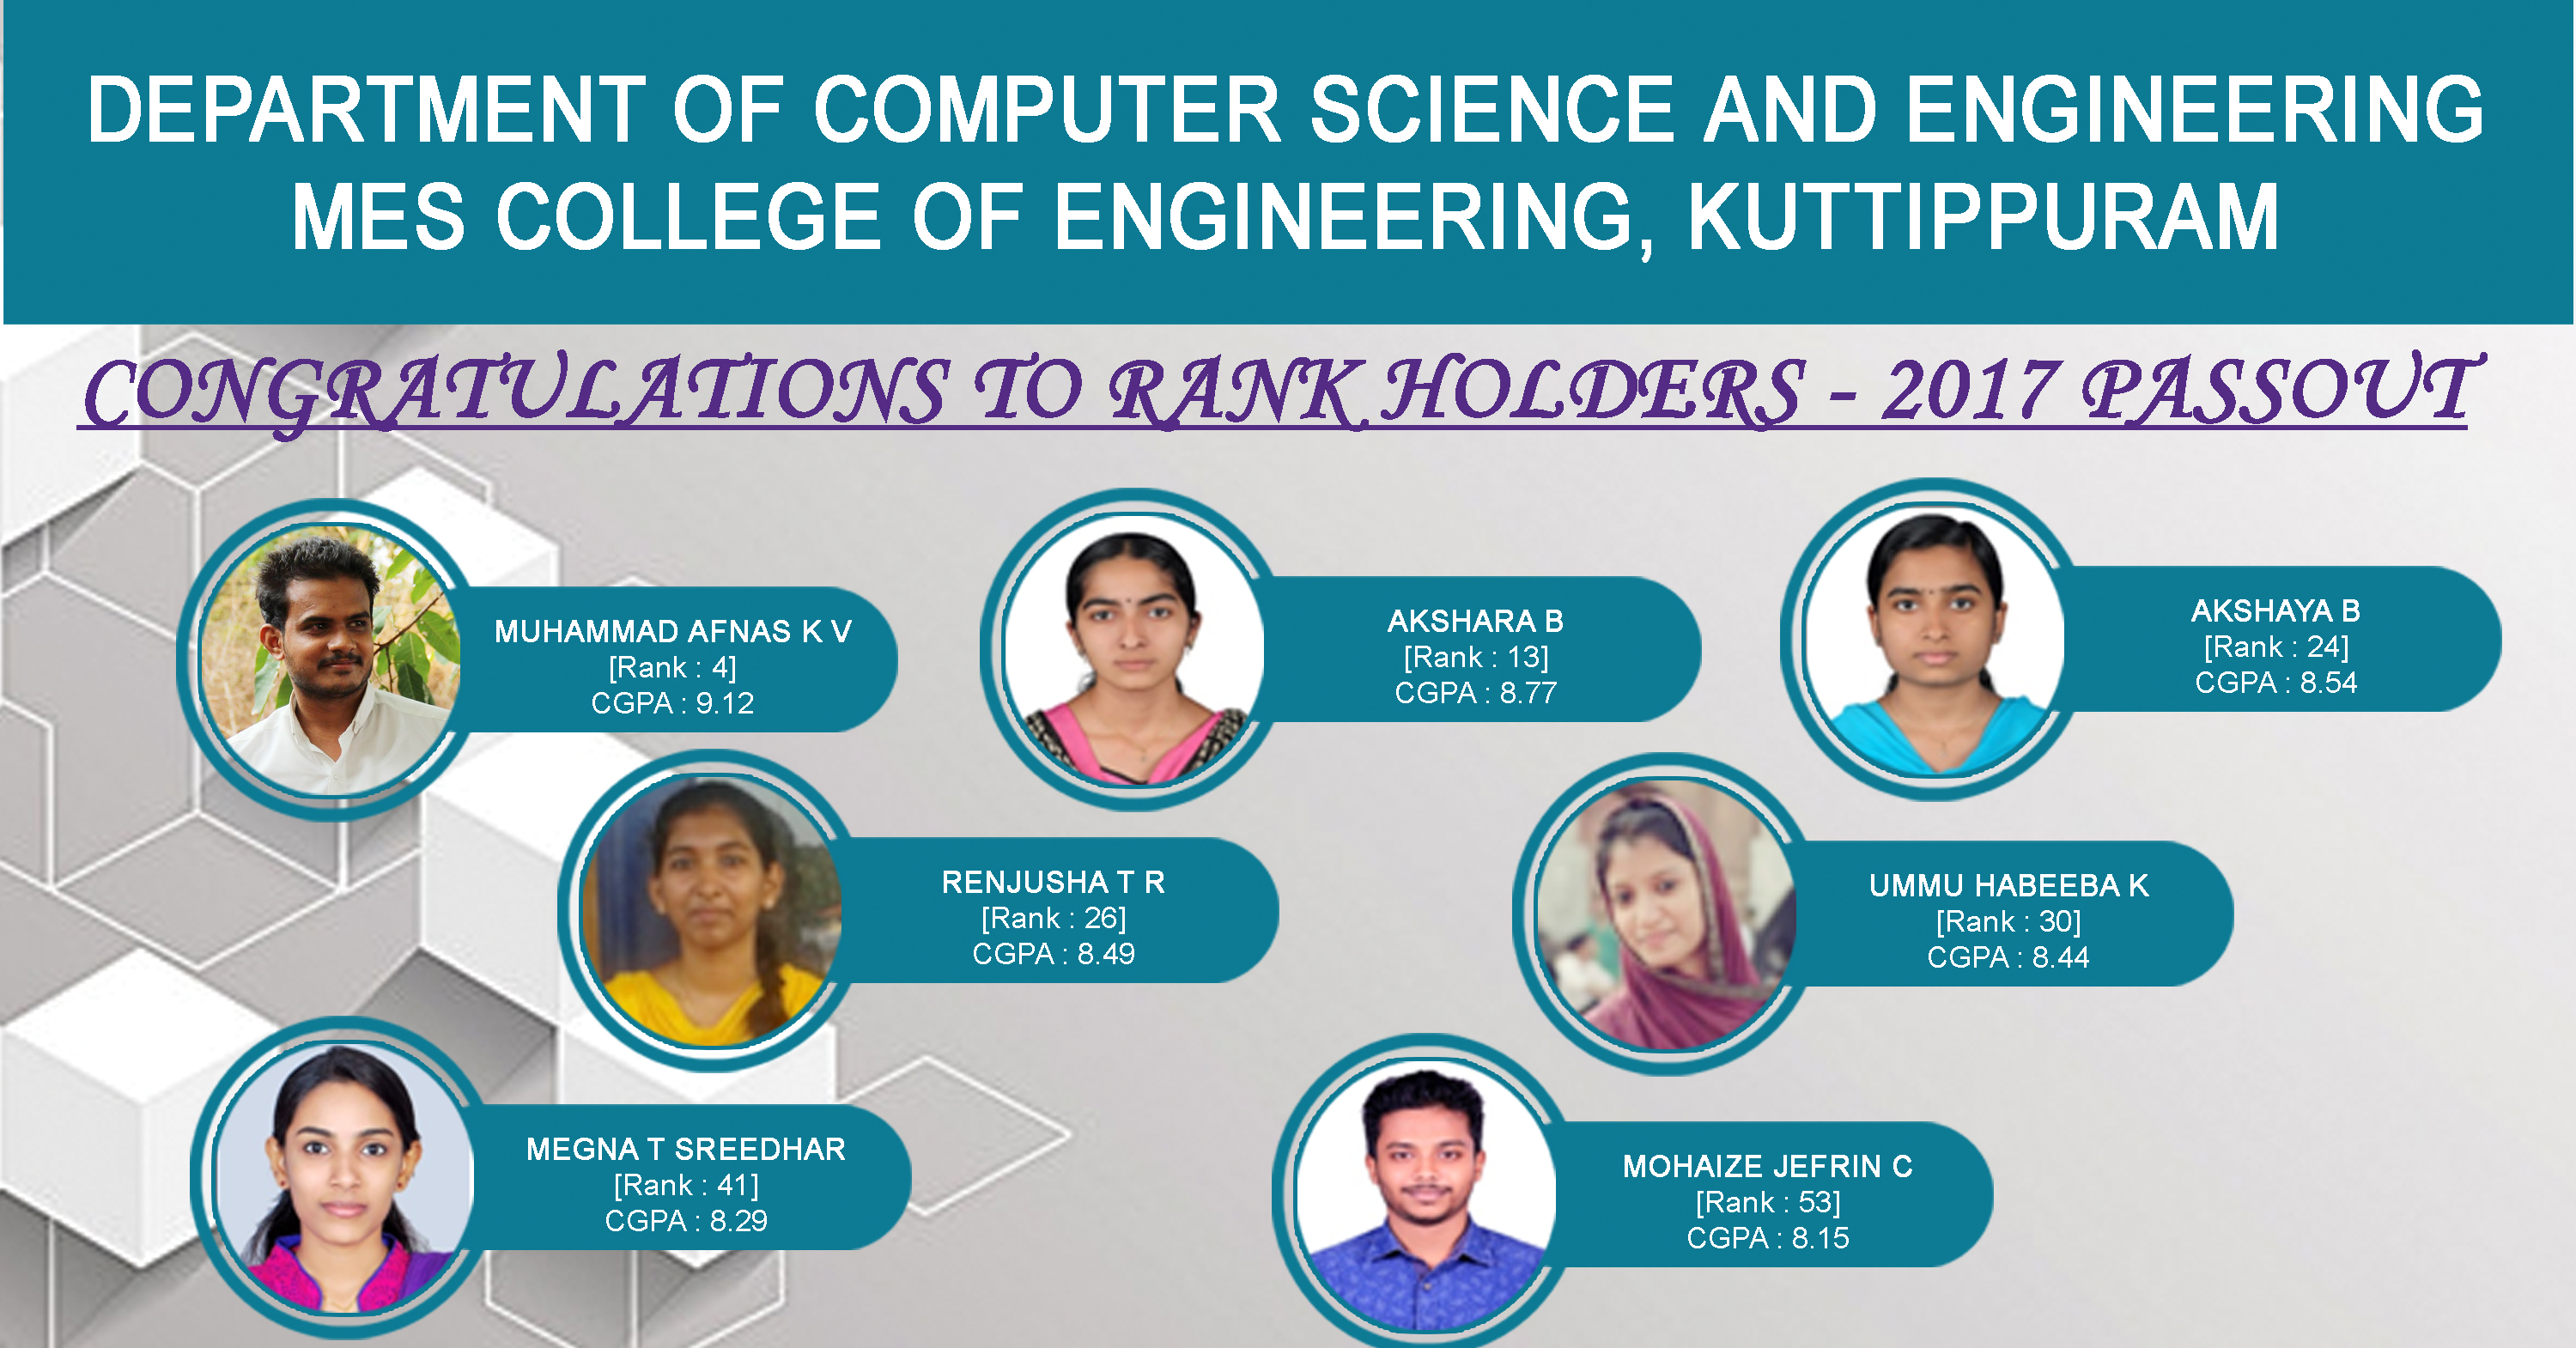 DEPARTMENT OF COMPUTER SCIENCE AND ENGINEERING
MES COLLEGE OF ENGINEERING, KUTTIPPURAM
CONGRATULATIONS TO RANK HOLDERS - 2017 PASSOUT
MUHAMMAD AFNAS K V
[Rank : 4]
CGPA : 9.12
AKSHARA B
[Rank : 13]
CGPA : 8.77
AKSHAYA B
[Rank : 24]
CGPA : 8.54
RENJUSHA T R
[Rank : 26]
CGPA : 8.49
UMMU HABEEBA K
[Rank : 30]
CGPA : 8.44
MEGNA T SREEDHAR
[Rank : 41]
CGPA : 8.29
MOHAIZE JEFRIN C
[Rank : 53]
CGPA : 8.15